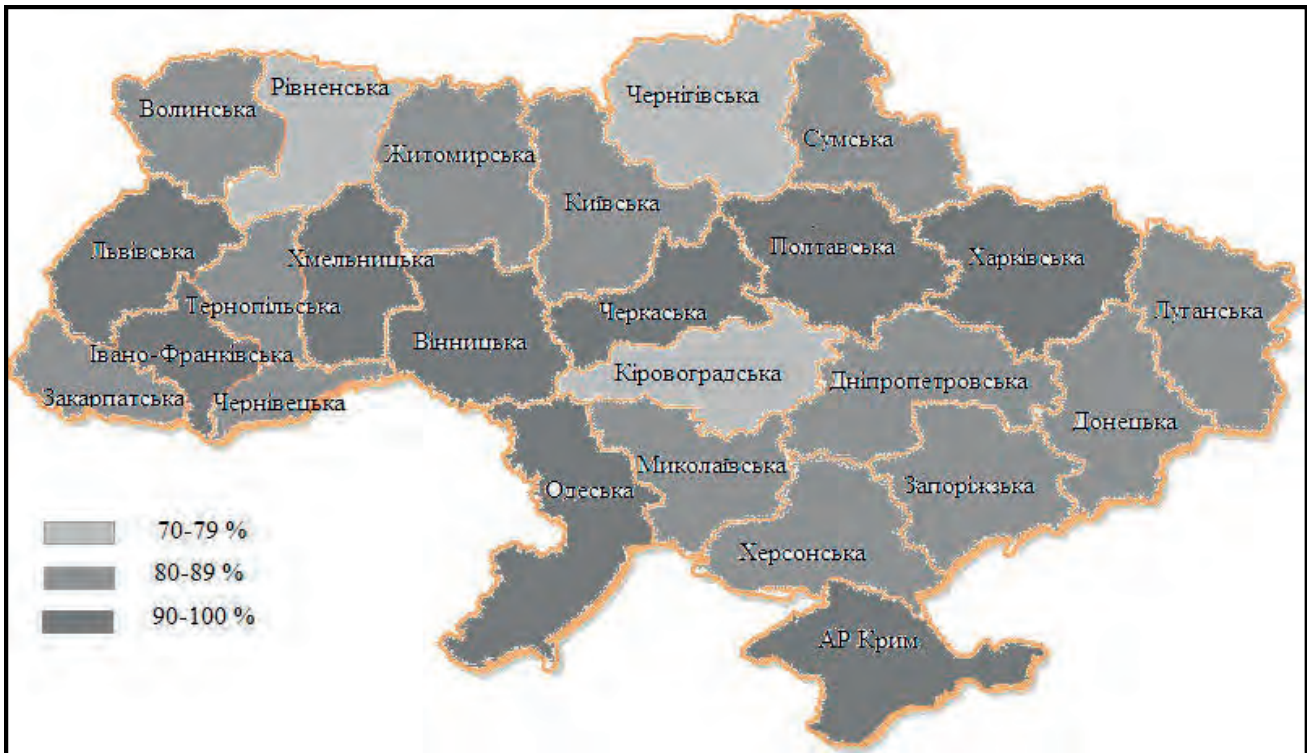 Рівненська
Чернігівська
Волинська
Сумська
Житомирська
Київська
Львівська
Хмельницька
Полтавська
Харківська
Тернопільська
Черкаська
Луганська
Вінницька
Івано-Франківська
Кіровоградська
Дніпропетровська
Закарпатська
Чернівецька
Донецька
Миколаївська
Запоріжзька
Одеська
Херсонська
АР Крим
70-79 %
80-89 %
90-100 %